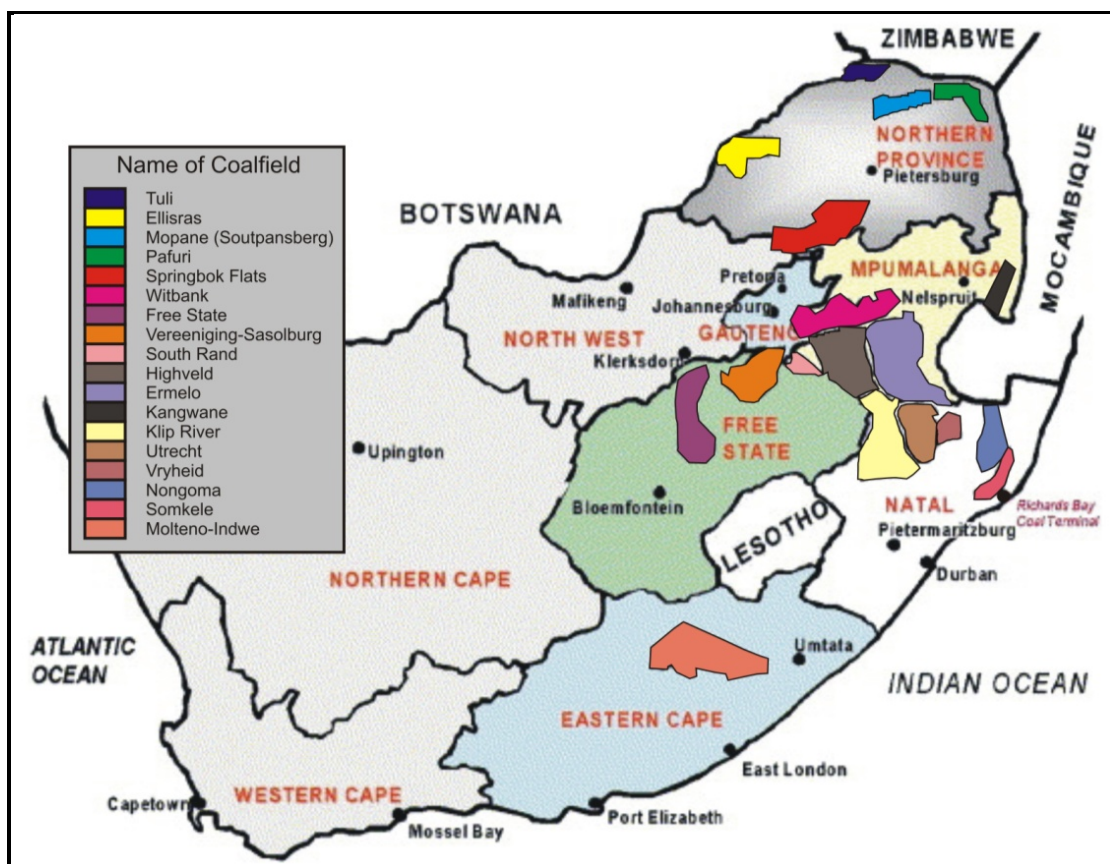 ZIMBABWE
NORTHERN
PROVINCE
Pietersburg
MOCAMBIQUE
Name of Coalfield
Tuli
Ellisras
Mopane (Soutpansberg)
Pafuri
Springbok Flats
Witbank
Free State
Vereeniging-Sasolburg
South Rand
Highveld
Ermelo
Kangwane
Klip River
Utrecht
Vryheid
Nongoma
Somkele
Molteno-Indwe
BOTSWANA
Pretoria
MPUMALANGA
Mafikeng
Johannesburg
Nelspruit
NORTH WEST
GAUTENG
Klerksdorp
FREE
STATE
Upington
Bloemfontein
NATAL
Richards Bay
Coal Terminal
LESOTHO
Pietermaritzburg
Durban
NORTHERN CAPE
ATLANTIC
OCEAN
Umtata
INDIAN OCEAN
EASTERN CAPE
East London
WESTERN CAPE
Capetown
Mossel Bay
Port Elizabeth